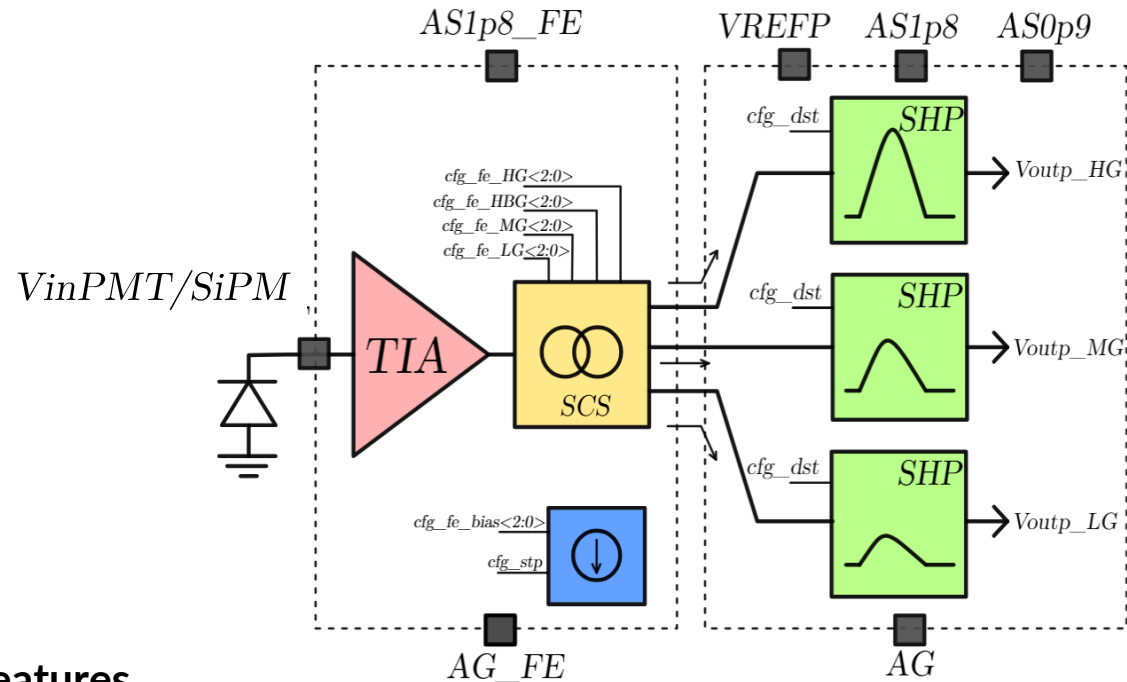 AS1p8_FE
VREFP
AS1p8
AS0p9
cfg_dst
SHP
Voutp_HG
cfg_fe_HG<2:0>
cfg_fe_HBG<2:0>
cfg_fe_MG<2:0>
cfg_fe_LG<2:0>
VinPMT/SiPM
TIA
SCS
cfg_dst
SHP
Voutp_MG
cfg_dst
SHP
Voutp_LG
cfg_fe_bias<2:0>
cfg_stp
AG_FE
AG